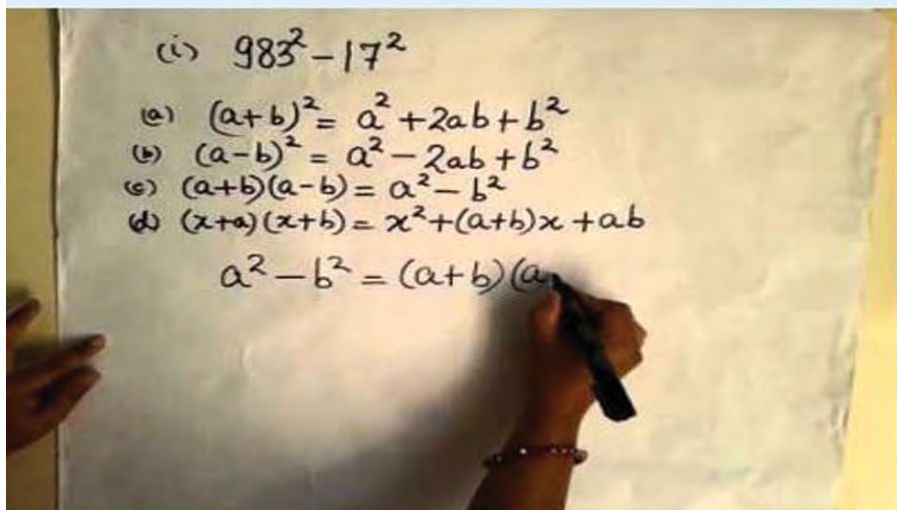 (i) 983² – 17²
(a) (a+b)² = a² + 2ab + b²
(b) (a-b)² = a² – 2ab + b²
(c) (a+b)(a-b) = a² – b²
(d) (x+a)(x+b) = x² + (a+b)x + ab
a² – b² = (a+b)(a